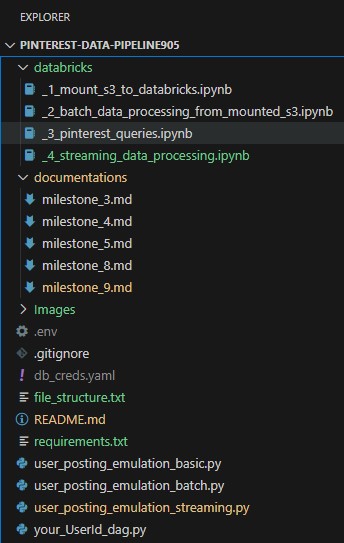 EXPLORER
PINTEREST-DATA-PIPELINE905
databricks
_1_mount_s3_to_databricks.ipynb
_2_batch_data_processing_from_mounted_s3.ipynb
_3_pinterest_queries.ipynb
_4_streaming_data_processing.ipynb
documentations
milestone_3.md
milestone_4.md
milestone_5.md
milestone_8.md
milestone_9.md
Images
.env
.gitignore
db_creds.yaml
file_structure.txt
README.md
requirements.txt
user_posting_emulation_basic.py
user_posting_emulation_batch.py
user_posting_emulation_streaming.py
your_UserId_dag.py